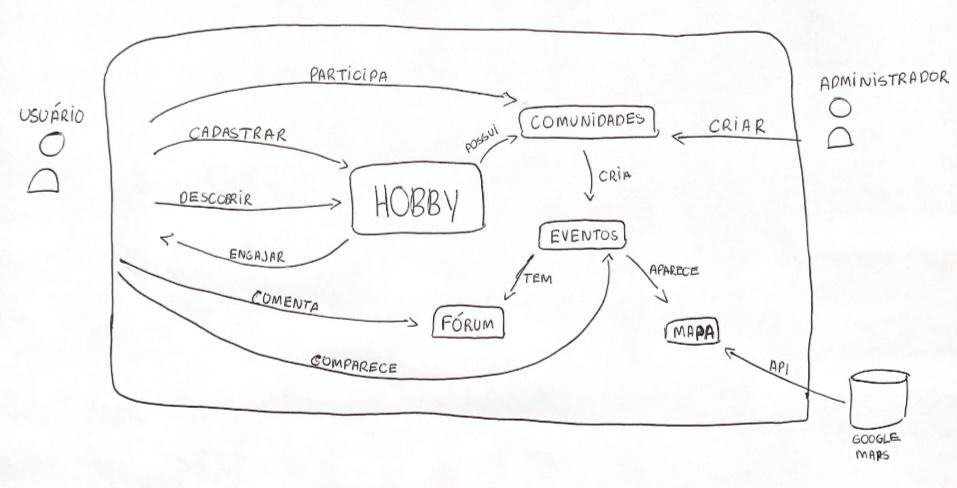 USUÁRIO
ADMINISTRADOR
PARTICIPA
CADASTRAR
POSSUI
COMUNIDADES
CRIAR
DESCOBRIR
HOBBY
CRIA
EVENTOS
ENGAJAR
TEM
APARECE
COMENTA
FÓRUM
MAPA
COMPARECE
API
GOOGLE
MAPS